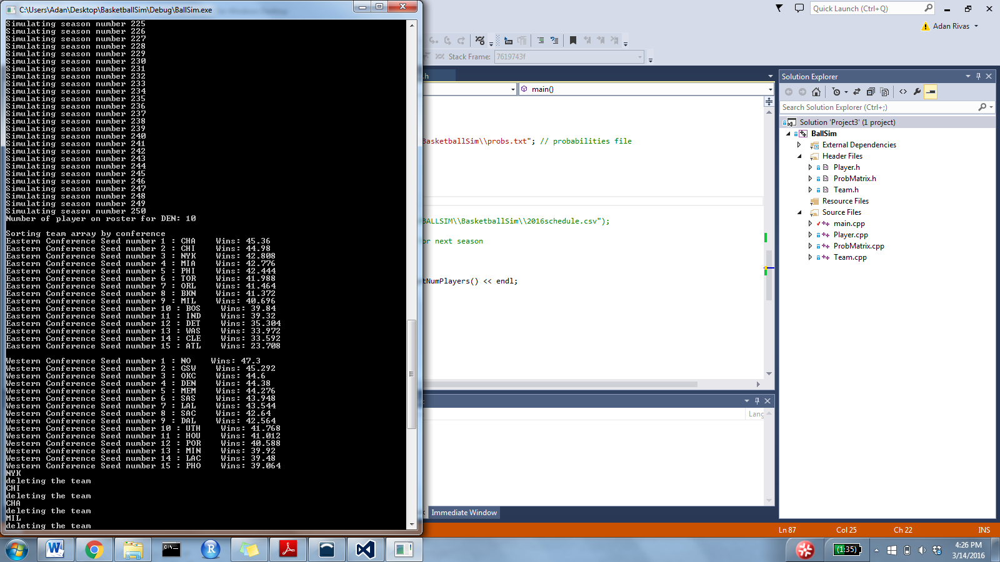 C:\Users\Adan\Desktop\BasketballSim\Debug\BallSim.exe
Simulating season number 225
Simulating season number 226
Simulating season number 227
Simulating season number 228
Simulating season number 229
Simulating season number 230
Simulating season number 231
Simulating season number 232
Simulating season number 233
Simulating season number 234
Simulating season number 235
Simulating season number 236
Simulating season number 237
Simulating season number 238
Simulating season number 239
Simulating season number 240
Simulating season number 241
Simulating season number 242
Simulating season number 243
Simulating season number 244
Simulating season number 245
Simulating season number 246
Simulating season number 247
Simulating season number 248
Simulating season number 249
Simulating season number 250
Number of player on roster for DEN: 10
Sorting team array by conference
Eastern Conference Seed number 1 : CHA Wins: 45.36
Eastern Conference Seed number 2 : CHI Wins: 44.98
Eastern Conference Seed number 3 : NYK Wins: 42.808
Eastern Conference Seed number 4 : MIA Wins: 42.776
Eastern Conference Seed number 5 : PHI Wins: 42.444
Eastern Conference Seed number 6 : TOR Wins: 41.988
Eastern Conference Seed number 7 : ORL Wins: 41.464
Eastern Conference Seed number 8 : BKN Wins: 41.372
Eastern Conference Seed number 9 : MIL Wins: 40.696
Eastern Conference Seed number 10 : BOS Wins: 39.84
Eastern Conference Seed number 11 : IND Wins: 39.32
Eastern Conference Seed number 12 : DET Wins: 35.304
Eastern Conference Seed number 13 : WAS Wins: 33.972
Eastern Conference Seed number 14 : CLE Wins: 33.592
Eastern Conference Seed number 15 : ATL Wins: 23.708
Western Conference Seed number 1 : NO Wins: 47.3
Western Conference Seed number 2 : GSW Wins: 45.292
Western Conference Seed number 3 : OKC Wins: 44.6
Western Conference Seed number 4 : DEN Wins: 44.38
Western Conference Seed number 5 : MEM Wins: 44.276
Western Conference Seed number 6 : SAS Wins: 43.948
Western Conference Seed number 7 : LAL Wins: 43.544
Western Conference Seed number 8 : SAC Wins: 42.64
Western Conference Seed number 9 : DAL Wins: 42.564
Western Conference Seed number 10 : UTH Wins: 41.768
Western Conference Seed number 11 : HOU Wins: 41.012
Western Conference Seed number 12 : POR Wins: 40.588
Western Conference Seed number 13 : MIN Wins: 39.92
Western Conference Seed number 14 : LAC Wins: 39.48
Western Conference Seed number 15 : PHO Wins: 39.064
NYK
deleting the team
CHI
deleting the team
CHA
deleting the team
MIL
deleting the team
Quick Launch (Ctrl+Q)
Adan Rivas
Stack Frame: 7619743f
.h
main()
BasketballSim\\probs.txt"; // probabilities file
BALLSIM\\BasketballSim\\2016schedule.csv");
or next season
tNumPlayers() << endl;
Lang
Immediate Window
Solution Explorer
Search Solution Explorer (Ctrl+;)
Solution 'Project3' (1 project)
BallSim
External Dependencies
Header Files
Player.h
ProbMatrix.h
Team.h
Resource Files
Source Files
main.cpp
Player.cpp
ProbMatrix.cpp
Team.cpp
Ln 87 Col 25 Ch 22 INS
(1:35)
4:26 PM
3/14/2016